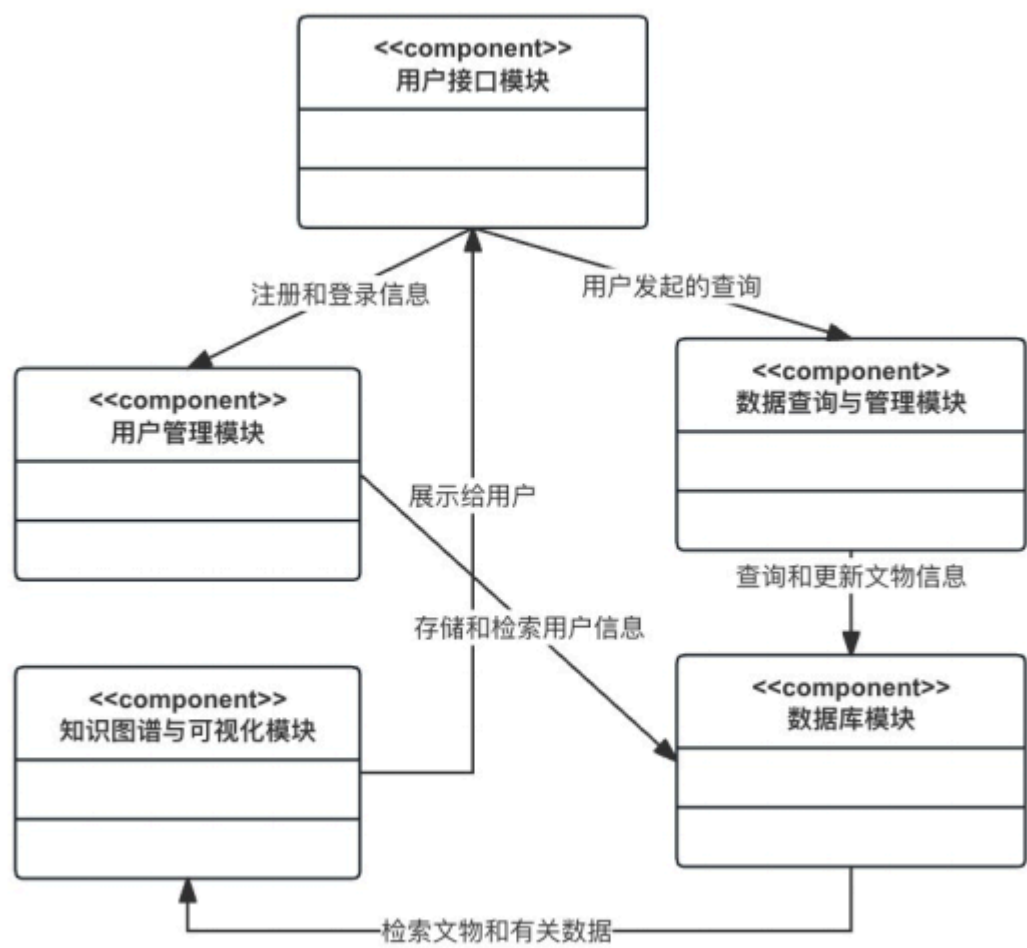 <<component>>
用户接口模块
注册和登录信息
用户发起的查询
<<component>>
用户管理模块
<<component>>
数据查询与管理模块
展示给用户
查询和更新文物信息
存储和检索用户信息
<<component>>
知识图谱与可视化模块
<<component>>
数据库模块
检索文物和有关数据